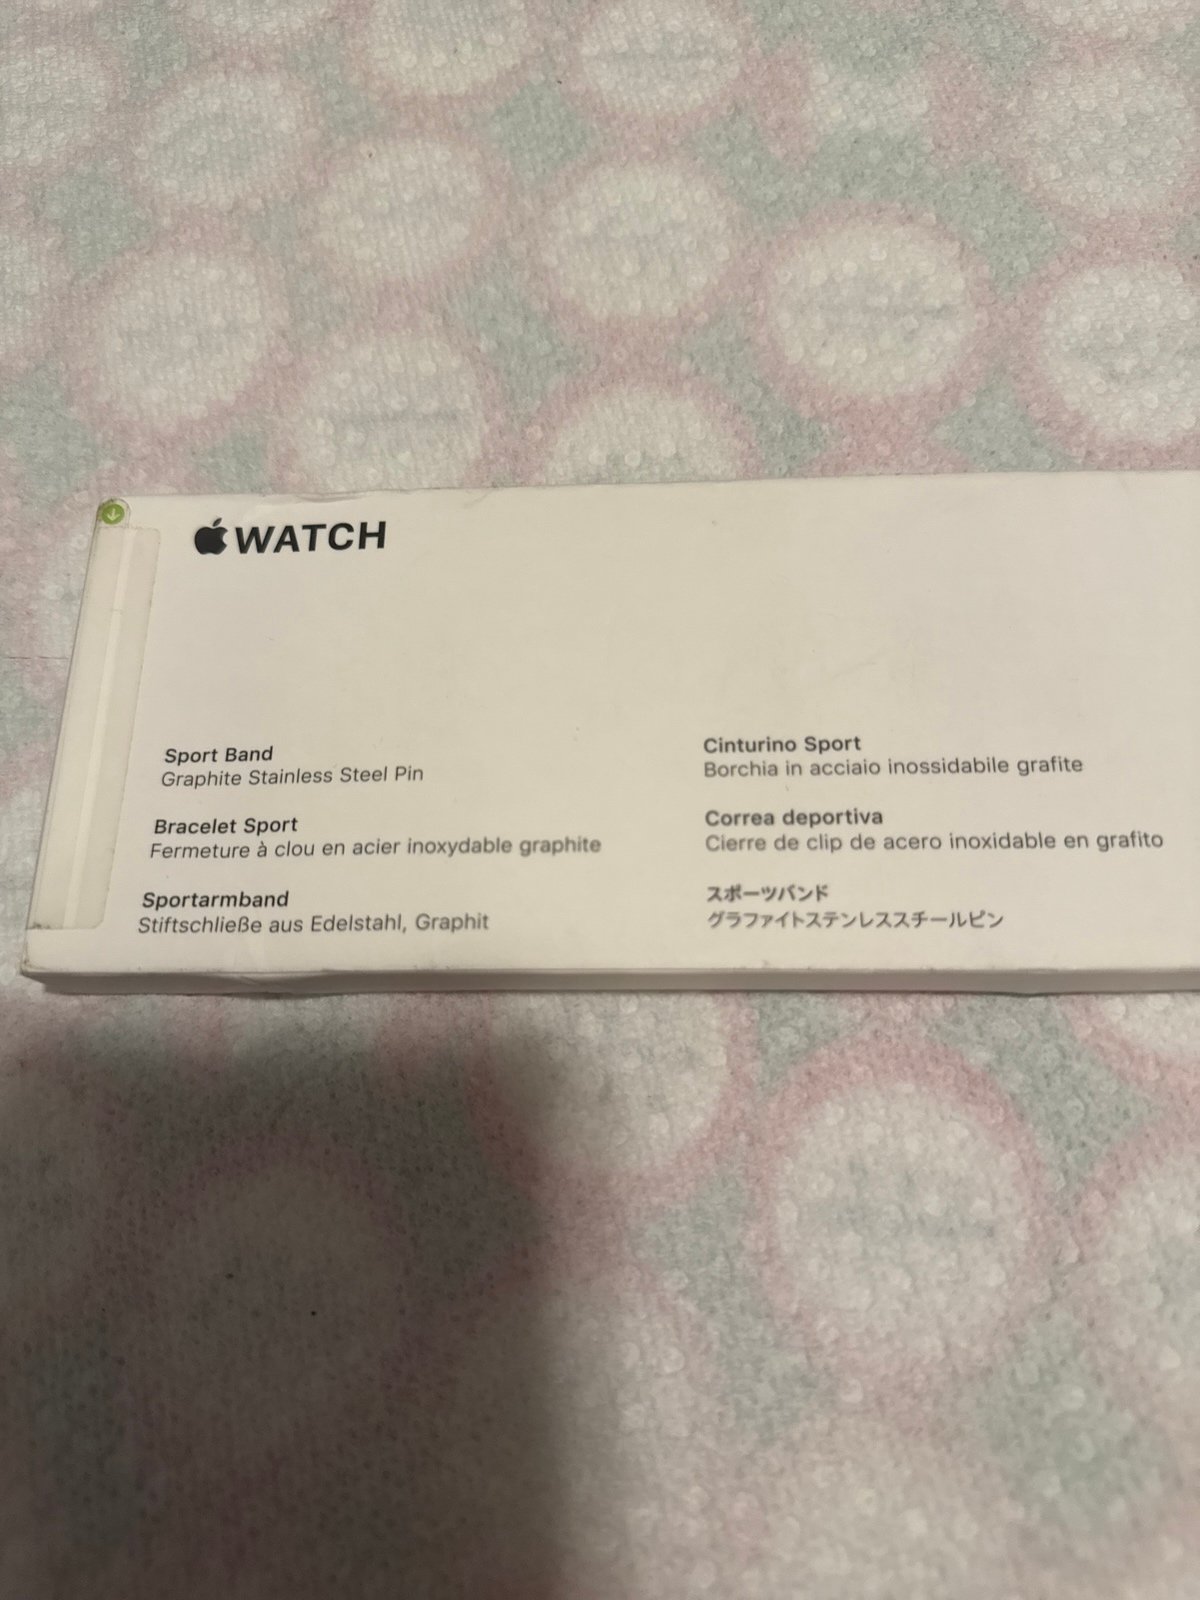 WATCH
Sport Band
Graphite Stainless Steel Pin
Bracelet Sport
Fermeture à clou en acier inoxydable graphite
Sportarmband
Stiftschließe aus Edelstahl, Graphit
Cinturino Sport
Borchia in acciaio inossidabile grafite
Correa deportiva
Cierre de clip de acero inoxidable en grafito
スポーツバンド
グラファイトステンレススチールピン